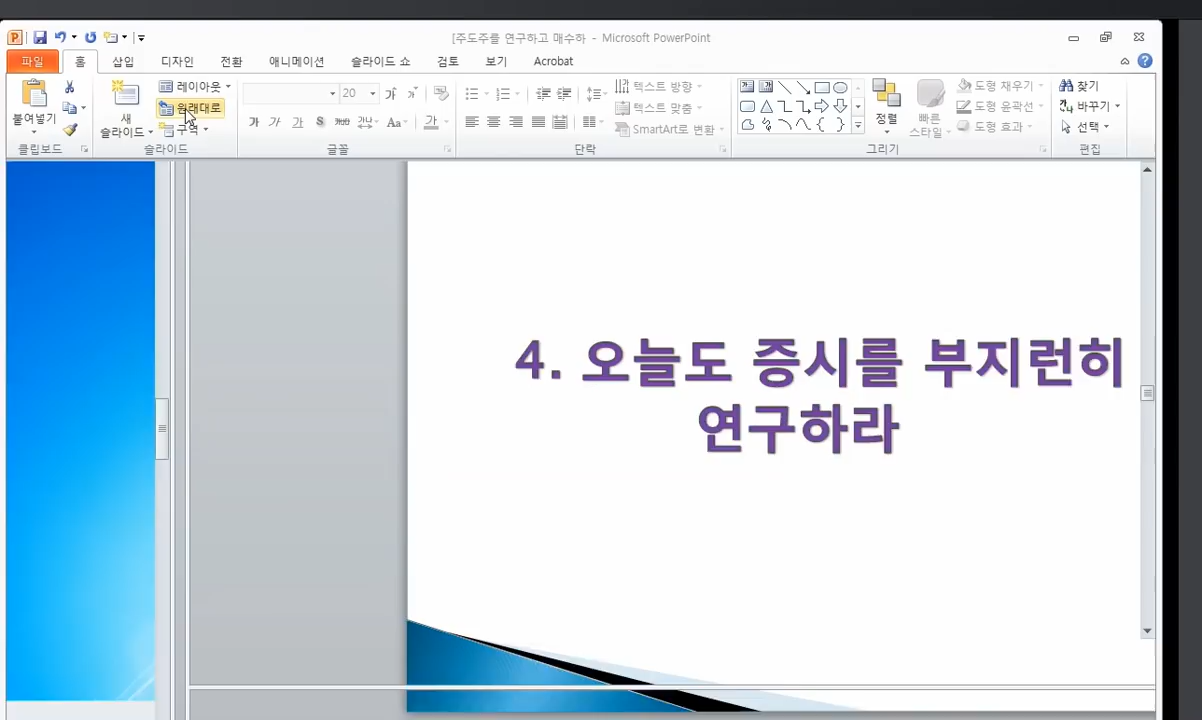 [주도주를 연구하고 매수하 - Microsoft PowerPoint
파일 홈 삽입 디자인 전환 애니메이션 슬라이드 쇼 검토 보기 Acrobat
붙여넣기
클립보드
새 슬라이드
레이아웃
원래대로
구역
슬라이드
20
가 가 가 S 가 Aa 가
글꼴
텍스트 방향
텍스트 맞춤
SmartArt로 변환
단락
정렬
빠른 스타일
도형 채우기
도형 윤곽선
도형 효과
그리기
찾기
바꾸기
선택
편집
4. 오늘도 증시를 부지런히
연구하라